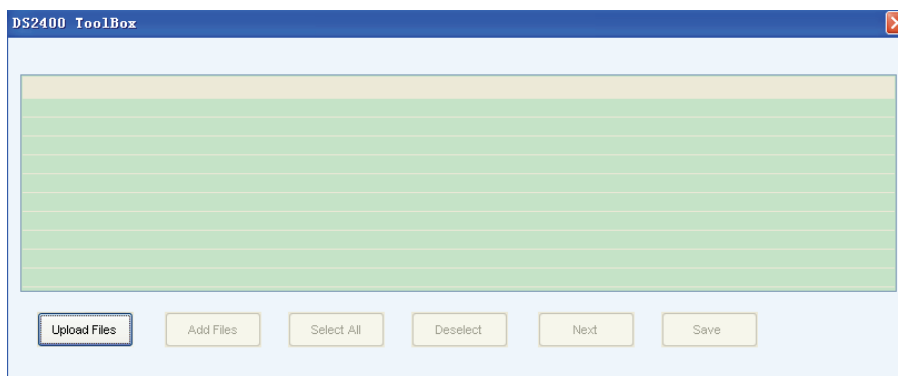 DS2400 ToolBox
Upload Files Add Files Select All Deselect Next Save